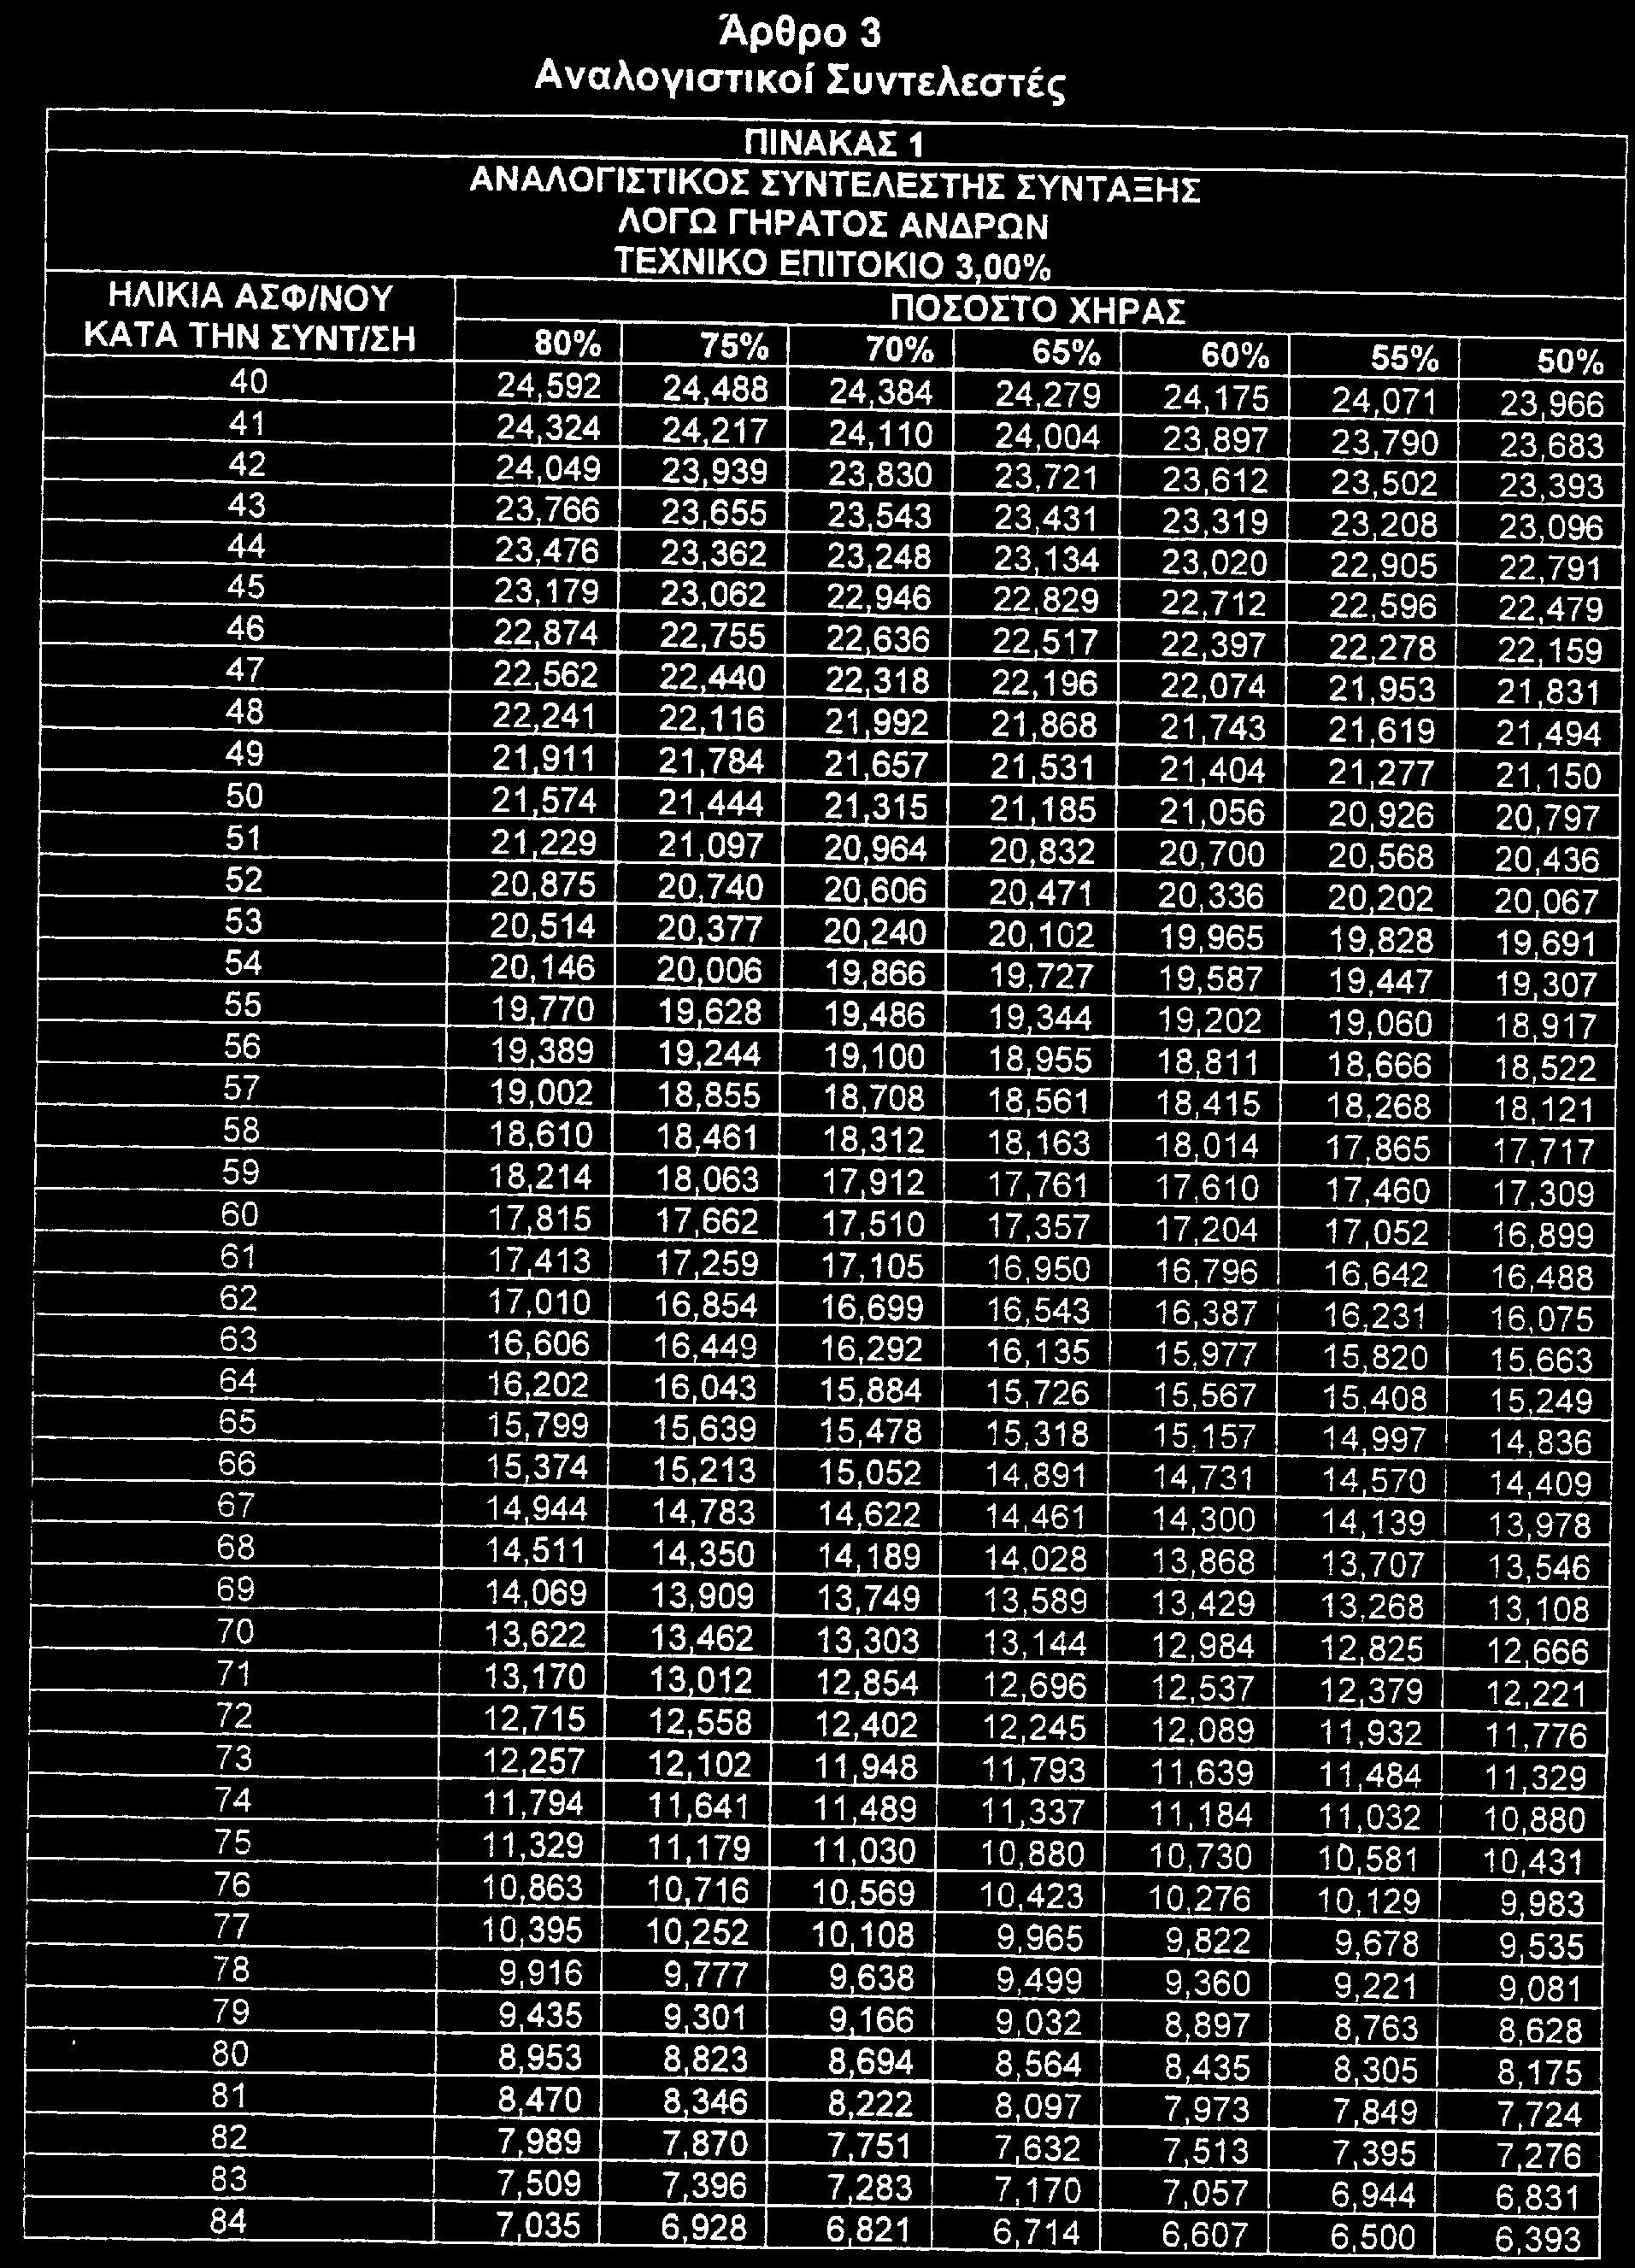 Άρθρο 3
Αναλογιστικοί Συντελεστές
ΠΙΝΑΚΑΣ 1
ΑΝΑΛΟΓΙΣΤΙΚΟΣ ΣΥΝΤΕΛΕΣΤΗΣ ΣΥΝΤΑΞΗΣ
ΛΟΓΩ ΓΗΡΑΤΟΣ ΑΝΔΡΩΝ
ΤΕΧΝΙΚΟ ΕΠΙΤΟΚΙΟ 3,00%
ΗΛΙΚΙΑ ΑΣΦ/ΝΟΥ ΠΟΣΟΣΤΟ ΧΗΡΑΣ
ΚΑΤΑ ΤΗΝ ΣΥΝΤ/ΣΗ 80% 75% 70% 65% 60% 55% 50%
40 24,592 24,488 24,384 24,279 24,175 24,071 23,966
41 24,324 24,217 24,110 24,004 23,897 23,790 23,683
42 24,049 23,939 23,830 23,721 23,612 23,502 23,393
43 23,766 23,655 23,543 23,431 23,319 23,208 23,096
44 23,476 23,362 23,248 23,134 23,020 22,905 22,791
45 23,179 23,062 22,946 22,829 22,712 22,596 22,479
46 22,874 22,755 22,636 22,517 22,397 22,278 22,159
47 22,562 22,440 22,318 22,196 22,074 21,953 21,831
48 22,241 22,116 21,992 21,868 21,743 21,619 21,494
49 21,911 21,784 21,657 21,531 21,404 21,277 21,150
50 21,574 21,444 21,315 21,185 21,056 20,926 20,797
51 21,229 21,097 20,964 20,832 20,700 20,568 20,436
52 20,875 20,740 20,606 20,471 20,336 20,202 20,067
53 20,514 20,377 20,240 20,102 19,965 19,828 19,691
54 20,146 20,006 19,866 19,727 19,587 19,447 19,307
55 19,770 19,628 19,486 19,344 19,202 19,060 18,917
56 19,389 19,244 19,100 18,955 18,811 18,666 18,522
57 19,002 18,855 18,708 18,561 18,415 18,268 18,121
58 18,610 18,461 18,312 18,163 18,014 17,865 17,717
59 18,214 18,063 17,912 17,761 17,610 17,460 17,309
60 17,815 17,662 17,510 17,357 17,204 17,052 16,899
61 17,413 17,259 17,105 16,950 16,796 16,642 16,488
62 17,010 16,854 16,699 16,543 16,387 16,231 16,075
63 16,606 16,449 16,292 16,135 15,977 15,820 15,663
64 16,202 16,043 15,884 15,726 15,567 15,408 15,249
65 15,799 15,639 15,478 15,318 15,157 14,997 14,836
66 15,374 15,213 15,052 14,891 14,731 14,570 14,409
67 14,944 14,783 14,622 14,461 14,300 14,139 13,978
68 14,511 14,350 14,189 14,028 13,868 13,707 13,546
69 14,069 13,909 13,749 13,589 13,429 13,268 13,108
70 13,622 13,462 13,303 13,144 12,984 12,825 12,666
71 13,170 13,012 12,854 12,696 12,537 12,379 12,221
72 12,715 12,558 12,402 12,245 12,089 11,932 11,776
73 12,257 12,102 11,948 11,793 11,639 11,484 11,329
74 11,794 11,641 11,489 11,337 11,184 11,032 10,880
75 11,329 11,179 11,030 10,880 10,730 10,581 10,431
76 10,863 10,716 10,569 10,423 10,276 10,129 9,983
77 10,395 10,252 10,108 9,965 9,822 9,678 9,535
78 9,916 9,777 9,638 9,499 9,360 9,221 9,081
79 9,435 9,301 9,166 9,032 8,897 8,763 8,628
80 8,953 8,823 8,694 8,564 8,435 8,305 8,175
81 8,470 8,346 8,222 8,097 7,973 7,849 7,724
82 7,989 7,870 7,751 7,632 7,513 7,395 7,276
83 7,509 7,396 7,283 7,170 7,057 6,944 6,831
84 7,035 6,928 6,821 6,714 6,607 6,500 6,393